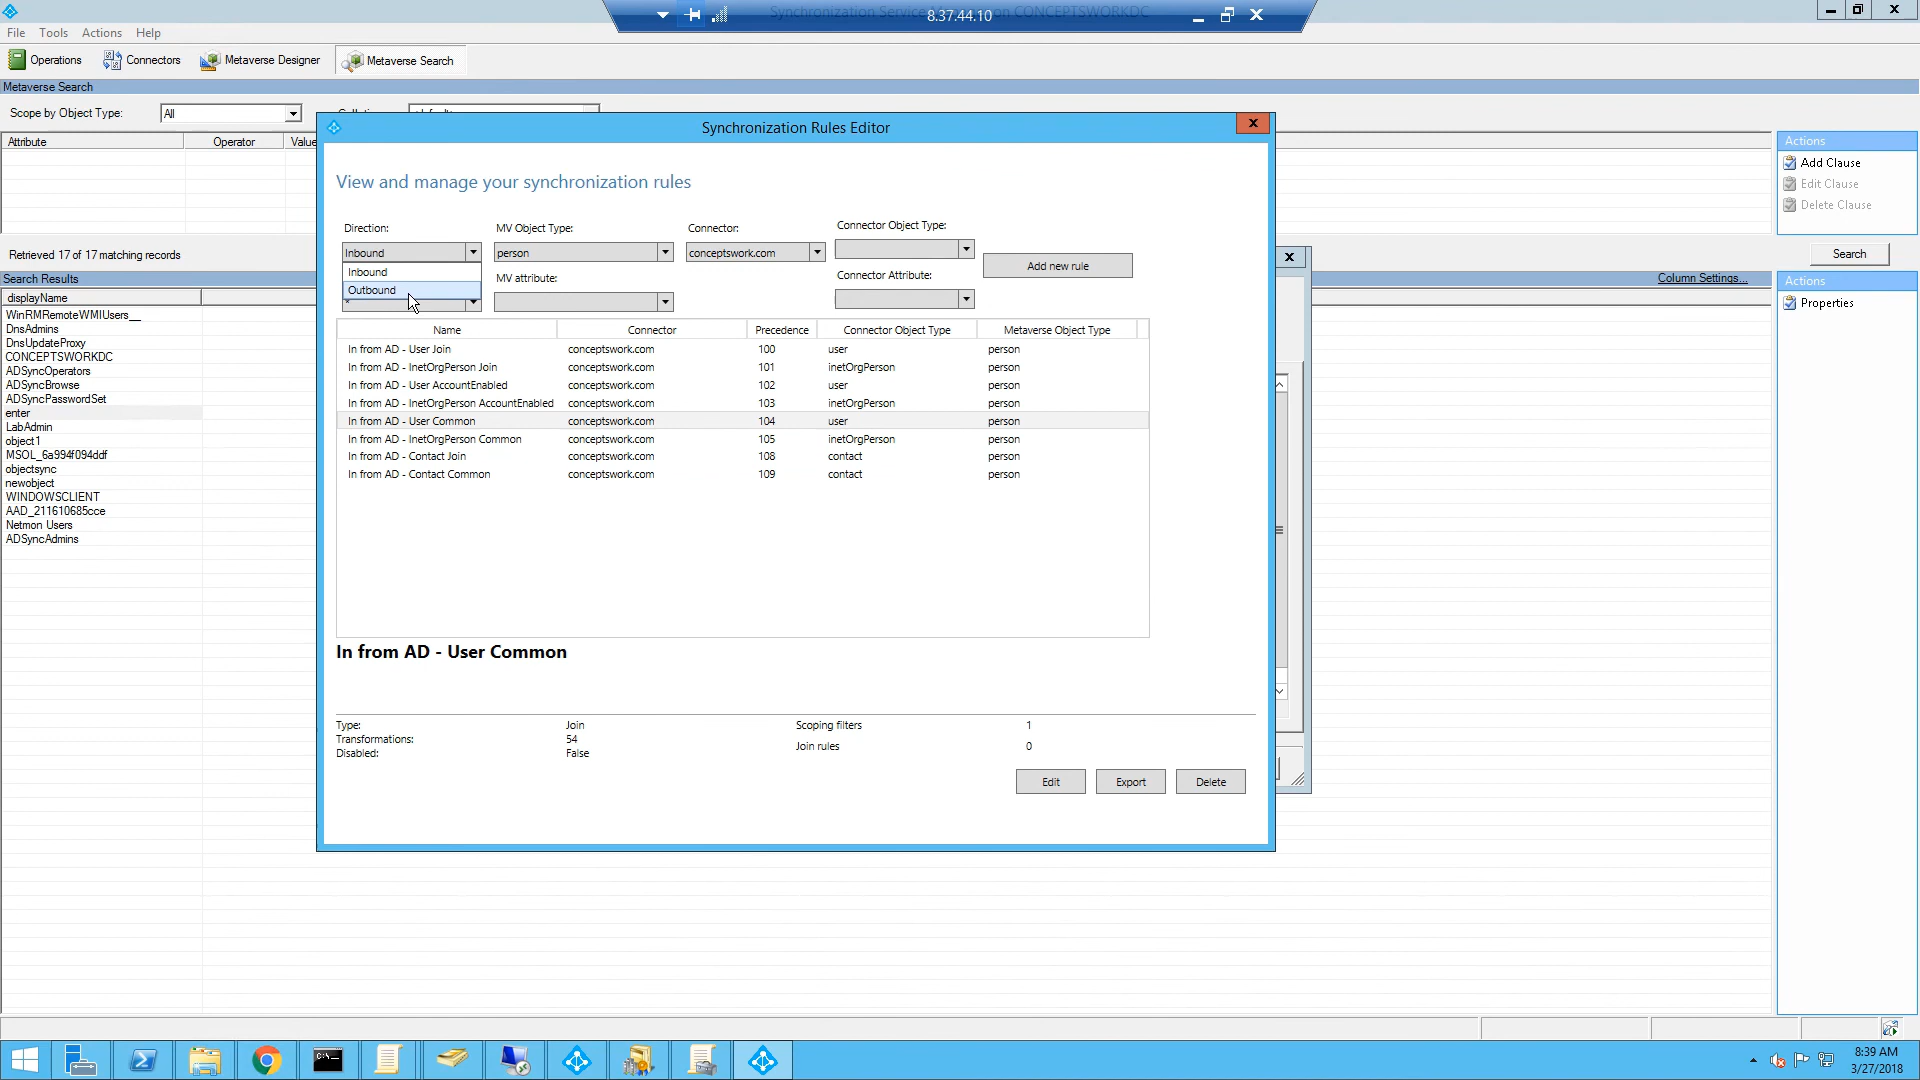 Synchronization Service
on CONCEPTSWORKDC
8.37.44.10
File Tools Actions Help
Operations Connectors Metaverse Designer Metaverse Search
Metaverse Search
Scope by Object Type: All
Attribute Operator Value
Actions
Add Clause
Edit Clause
Delete Clause
Retrieved 17 of 17 matching records
Search
Search Results
Column Settings...
Actions
Properties
displayName
WinRMRemoteWMIUsers__
DnsAdmins
DnsUpdateProxy
CONCEPTSWORKDC
ADSyncOperators
ADSyncBrowse
ADSyncPasswordSet
enter
LabAdmin
object1
MSOL_6a994f094ddf
objectsync
newobject
WINDOWSCLIENT
AAD_211610685cce
Netmon Users
ADSyncAdmins
Synchronization Rules Editor
View and manage your synchronization rules
Direction: MV Object Type: Connector: Connector Object Type:
Inbound person conceptswork.com
Add new rule
Inbound
Outbound
MV attribute: Connector Attribute:
Name Connector Precedence Connector Object Type Metaverse Object Type
In from AD - User Join conceptswork.com 100 user person
In from AD - InetOrgPerson Join conceptswork.com 101 inetOrgPerson person
In from AD - User AccountEnabled conceptswork.com 102 user person
In from AD - InetOrgPerson AccountEnabled conceptswork.com 103 inetOrgPerson person
In from AD - User Common conceptswork.com 104 user person
In from AD - InetOrgPerson Common conceptswork.com 105 inetOrgPerson person
In from AD - Contact Join conceptswork.com 108 contact person
In from AD - Contact Common conceptswork.com 109 contact person
In from AD - User Common
Type: Join Scoping filters 1
Transformations: 54
Join rules 0
Disabled: False
Edit Export Delete
8:39 AM
3/27/2018